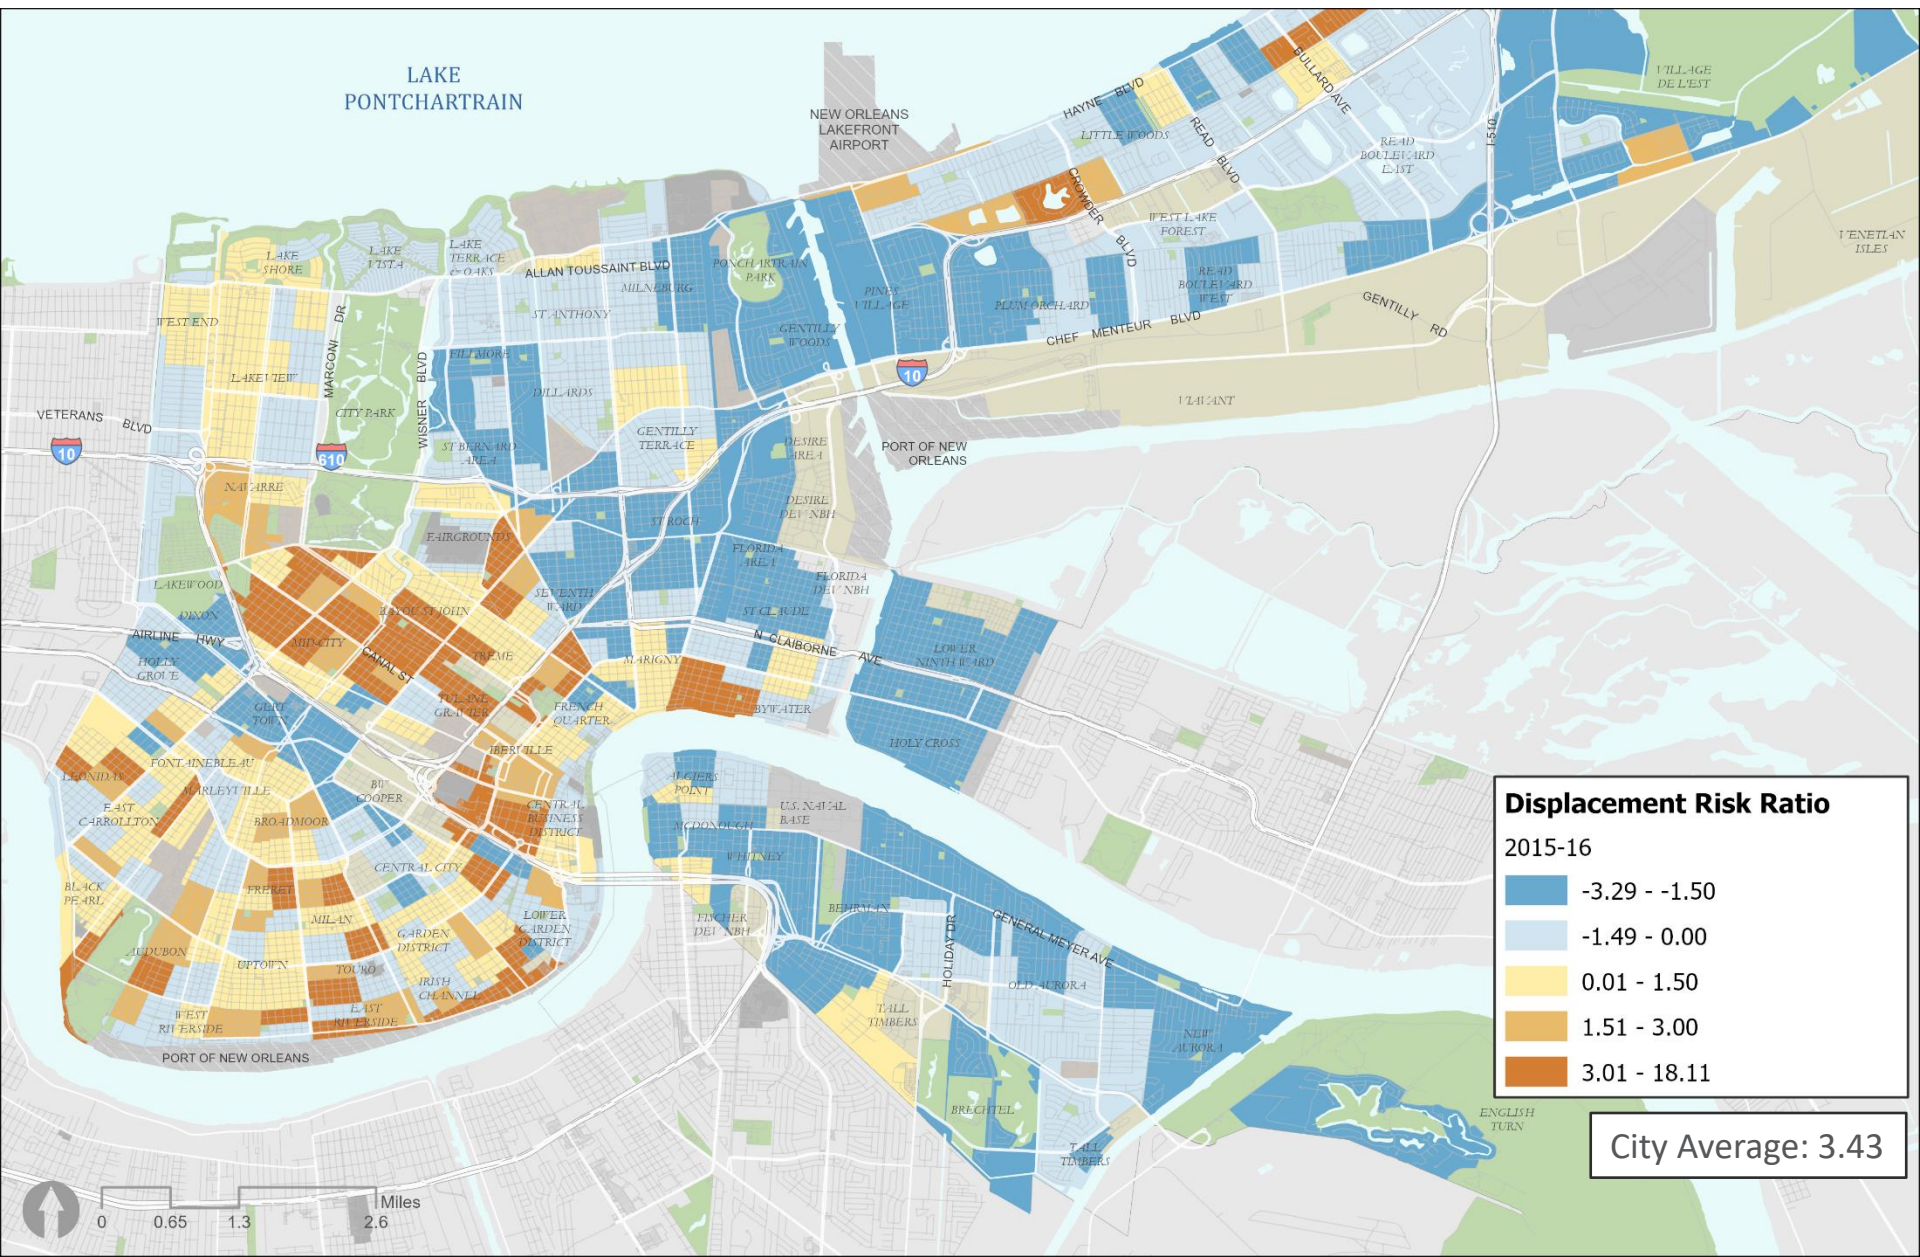 LAKE
PONTCHARTRAIN
NEW ORLEANS
LAKEFRONT
AIRPORT
HAYNE BLVD
LITTLE WOODS
READ BLVD
BULLARD AVE
READ
BOULEVARD
EAST
I-510
VILLAGE
DE L'EST
VENETIAN
ISLES
CROWDER BLVD
WEST LAKE
FOREST
READ
BOULEVARD
WEST
LAKE
SHORE
LAKE
VISTA
LAKE
TERRACE
& OAKS
ALLAN TOUSSAINT BLVD
MILNEBURG
PONCHARTRAIN
PARK
PINES
VILLAGE
PLUM ORCHARD
GENTILLY
WOODS
CHEF MENTEUR BLVD
GENTILLY RD
WEST END
ST ANTHONY
MARCONI DR
WISNER BLVD
FILLMORE
LAKEVIEW
DILLARDS
CITY PARK
10
VIAVANT
VETERANS BLVD
10
610
ST BERNARD
AREA
GENTILLY
TERRACE
DESIRE
AREA
PORT OF NEW
ORLEANS
NAVARRE
DESIRE
DEV NBH
ST ROCH
FAIRGROUNDS
FLORIDA
AREA
FLORIDA
DEV NBH
LAKEWOOD
DIXON
SEVENTH
WARD
ST CLAUDE
BAYOU ST JOHN
AIRLINE HWY
MID-CITY
CANAL ST
TREME
N CLAIBORNE AVE
LOWER
NINTH WARD
HOLLY
GROVE
MARIGNY
GERT
TOWN
TULANE
GRAVIER
FRENCH
QUARTER
BYWATER
HOLY CROSS
IBERVILLE
LEONIDAS
FONTAINEBLEAU
MARLEYVILLE
BW
COOPER
ALGIERS
POINT
U.S. NAVAL
BASE
EAST
CARROLLTON
BROADMOOR
CENTRAL
BUSINESS
DISTRICT
MCDONOUGH
WHITNEY
CENTRAL CITY
BLACK
PEARL
FRERET
MILAN
LOWER
GARDEN
DISTRICT
GARDEN
DISTRICT
FISCHER
DEV NBH
BEHRMAN
HOLIDAY DR
GENERAL MEYER AVE
AUDUBON
UPTOWN
TOURO
IRISH
CHANNEL
OLD AURORA
WEST
RIVERSIDE
EAST
RIVERSIDE
TALL
TIMBERS
NEW
AURORA
PORT OF NEW ORLEANS
BRECHTEL
TALL
TIMBERS
ENGLISH
TURN
Displacement Risk Ratio
2015-16
-3.29 - -1.50
-1.49 - 0.00
0.01 - 1.50
1.51 - 3.00
3.01 - 18.11
City Average: 3.43
Miles
0 0.65 1.3 2.6